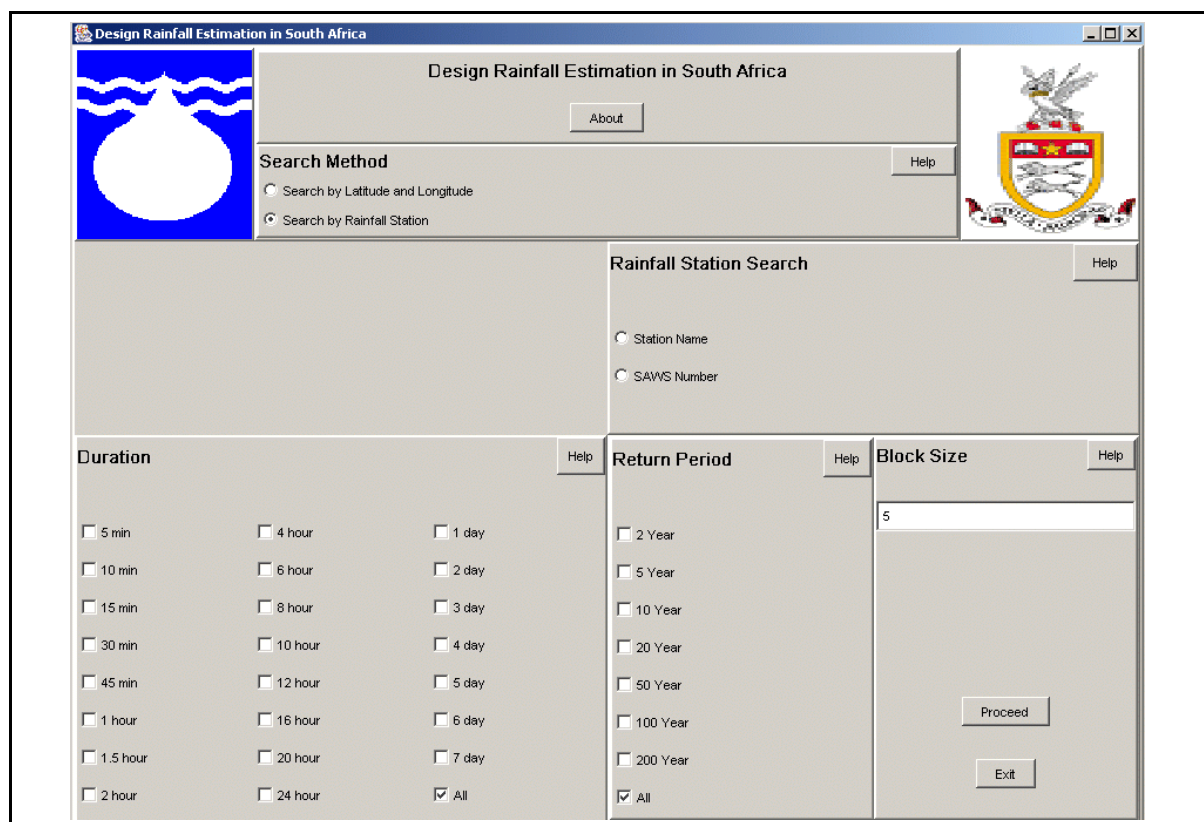 Design Rainfall Estimation in South Africa
Design Rainfall Estimation in South Africa
About
Search Method
Help
Search by Latitude and Longitude
Search by Rainfall Station
Rainfall Station Search
Help
Station Name
SAWS Number
Duration
Help
5 min
4 hour
1 day
10 min
6 hour
2 day
15 min
8 hour
3 day
30 min
10 hour
4 day
45 min
12 hour
5 day
1 hour
16 hour
6 day
1.5 hour
20 hour
7 day
2 hour
24 hour
All
Return Period
Help
2 Year
5 Year
10 Year
20 Year
50 Year
100 Year
200 Year
All
Block Size
Help
5
Proceed
Exit